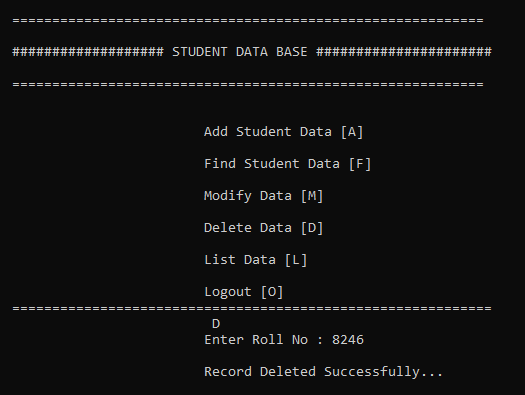 ===========================================================
################### STUDENT DATA BASE ######################
===========================================================
Add Student Data [A]
Find Student Data [F]
Modify Data [M]
Delete Data [D]
List Data [L]
Logout [O]
============================================================
D
Enter Roll No : 8246
Record Deleted Successfully...